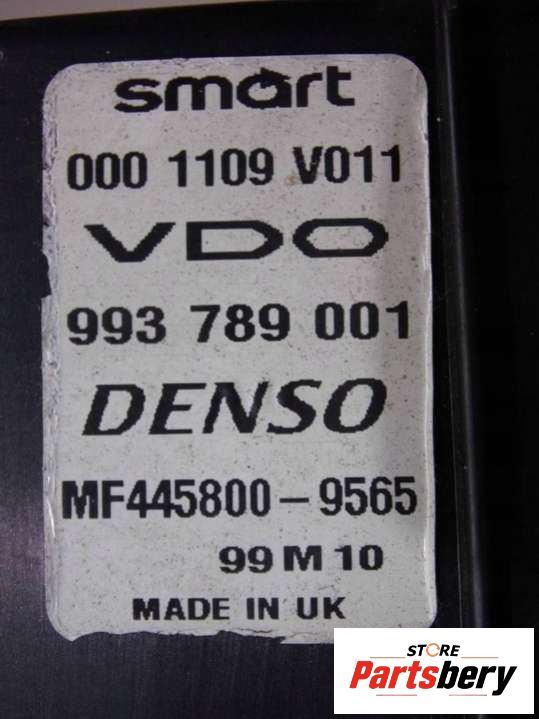 smart
000 1109 V011
VDO
993 789 001
DENSO
MF445800-9565
99 M 10
MADE IN UK
STORE
Partsbery